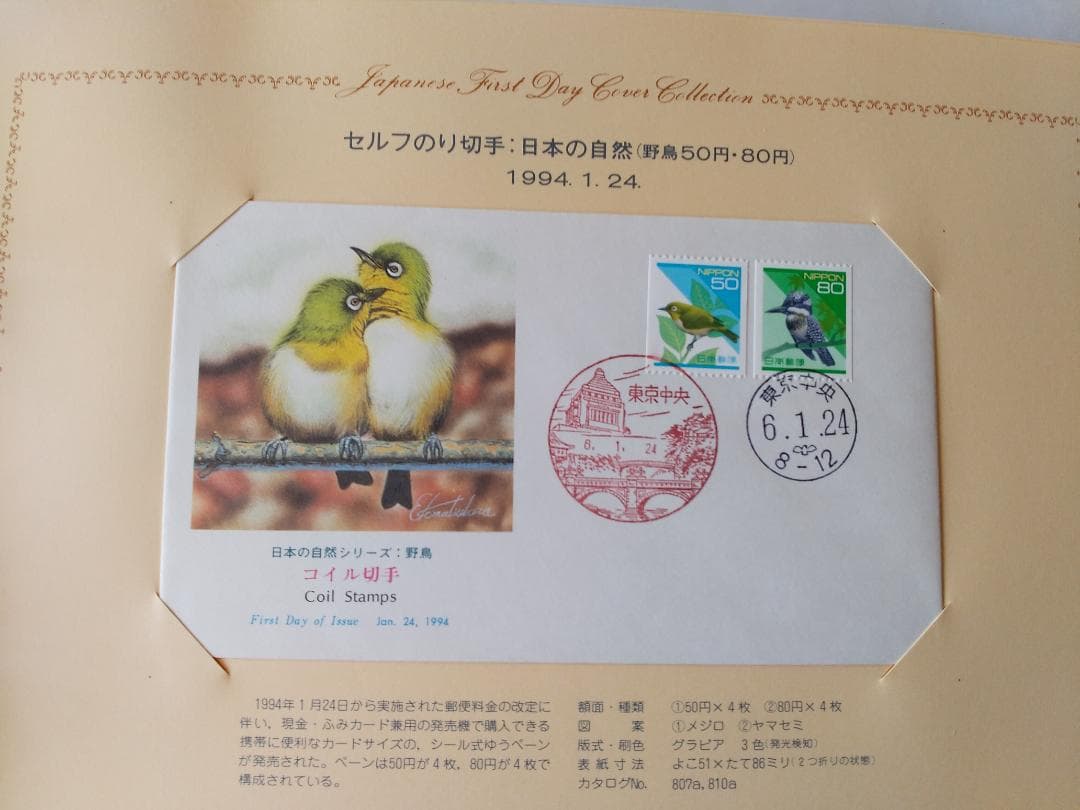 Japanese First Day Cover Collection
セルフのり切手:日本の自然(野鳥50円・80円)
1994. 1. 24.
NIPPON
50
日本郵便
NIPPON
80
日本郵便
東京中央
6. 1. 24
東京中央
6.1.24
8-12
日本の自然シリーズ:野鳥
コイル切手
Coil Stamps
First Day of Issue Jan. 24, 1994
1994年1月24日から実施された郵便料金の改定に
伴い、現金・ふみカード兼用の発売機で購入できる
携帯に便利なカードサイズの、シール式ゆうペーン
が発売された。ペーンは50円が4枚、80円が4枚で
構成されている。
額面・種類 ①50円×4枚 ②80円×4枚
図案 ①メジロ ②ヤマセミ
版式・刷色 グラビア 3色(発光検知)
表紙寸法 よこ51×たて86ミリ(2つ折りの状態)
カタログNo. 807a, 810a